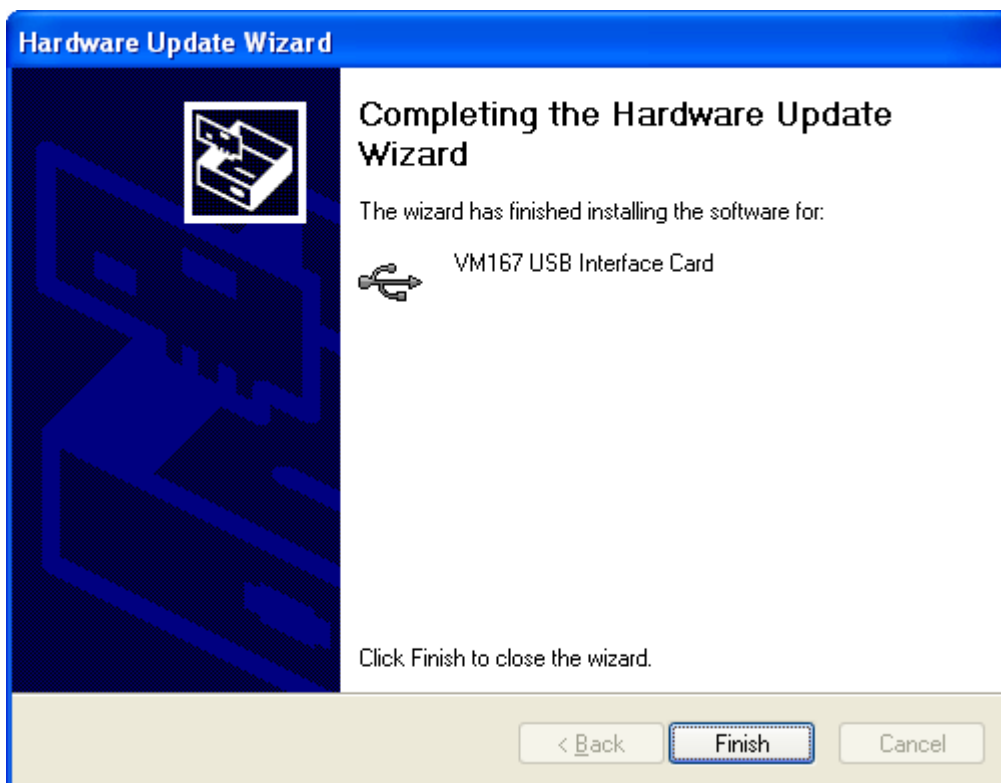 Hardware Update Wizard
Completing the Hardware Update
Wizard
The wizard has finished installing the software for:
VM167 USB Interface Card
Click Finish to close the wizard.
< Back
Finish
Cancel